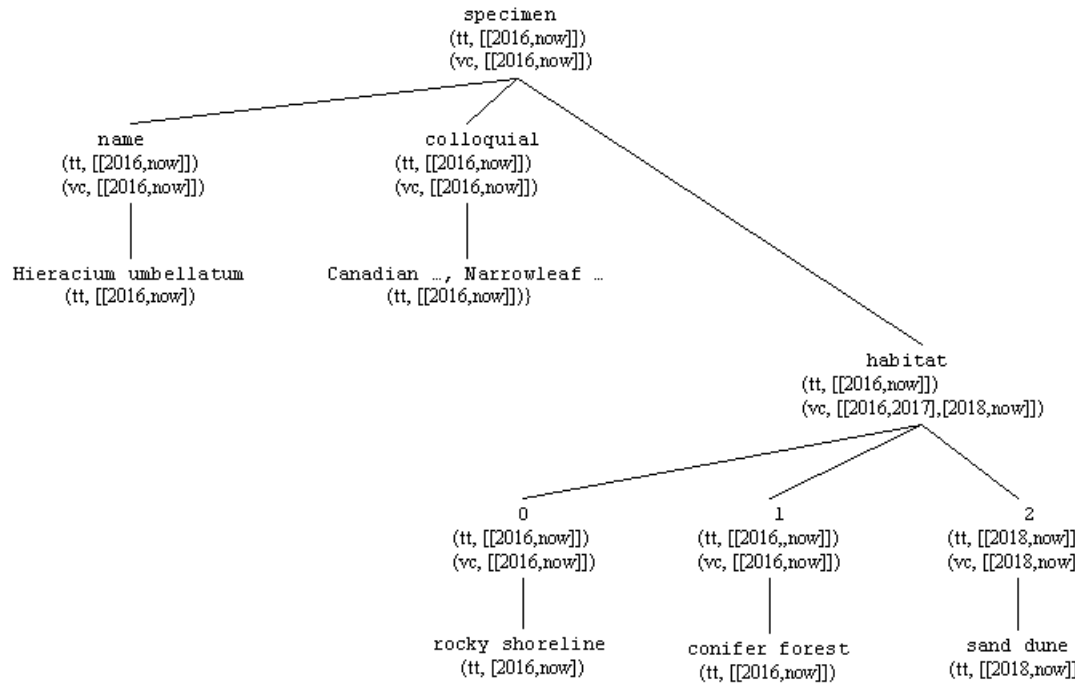 specimen
(tt, [[2016,now]])
(vc, [[2016,now]])
name
(tt, [[2016,now]])
(vc, [[2016,now]])
colloquial
(tt, [[2016,now]])
(vc, [[2016,now]])
Hieracium umbellatum
(tt, [[2016,now])
Canadian …, Narrowleaf …
(tt, [[2016,now]])}
habitat
(tt, [[2016,now]])
(vc, [[2016,2017],[2018,now]])
0
(tt, [[2016,now]])
(vc, [[2016,now]])
1
(tt, [[2016,,now]])
(vc, [[2016,now]])
2
(tt, [[2018,now]]
(vc, [[2018,now]
rocky shoreline
(tt, [2016,now])
conifer forest
(tt, [[2016,now]])
sand dune
(tt, [[2018,now]]